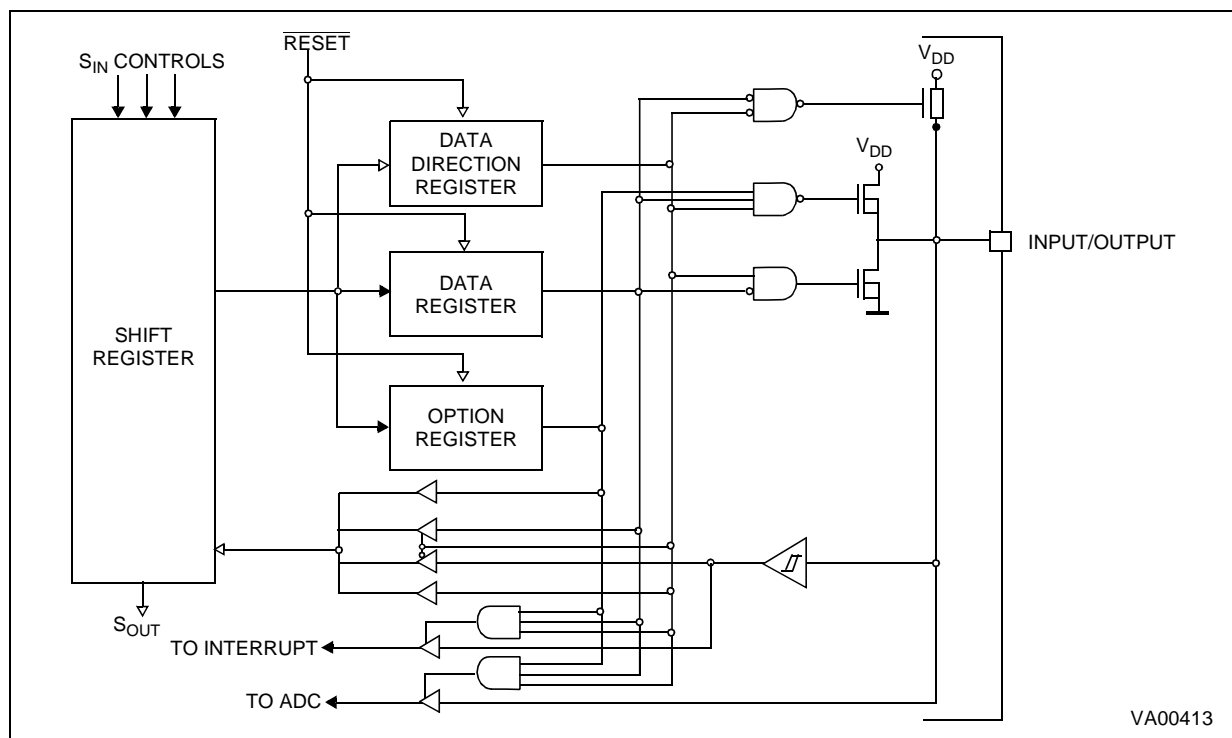 RESET
S_IN CONTROLS
V_DD
DATA
DIRECTION
REGISTER
V_DD
INPUT/OUTPUT
DATA
REGISTER
SHIFT
REGISTER
OPTION
REGISTER
S_OUT
TO INTERRUPT
TO ADC
VA00413